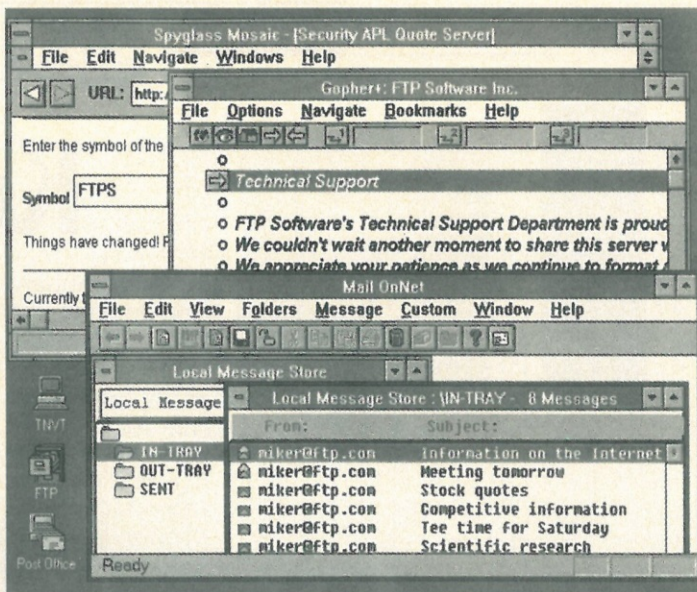 Spyglass Mosaic - [Security APL Quote Server]
File Edit Navigate Windows Help
URL: http:/
Enter the symbol of the
Symbol FTPS
Things have changed!
Currently
Gopher+: FTP Software Inc.
File Options Navigate Bookmarks Help
1 2 3
Technical Support
FTP Software's Technical Support Department is proud
We couldn't wait another moment to share this server
We appreciate your patience as we continue to format
Mail OnNet
File Edit View Folders Message Custom Window Help
Local Message Store
Local Message
IN-TRAY
OUT-TRAY
SENT
Local Message Store : \IN-TRAY - 8 Messages
From: Subject:
miker@ftp.com Information on the Internet
miker@ftp.com Meeting tomorrow
miker@ftp.com Stock quotes
miker@ftp.com Competitive information
miker@ftp.com Tee time for Saturday
miker@ftp.com Scientific research
Ready
TNVT
FTP
Post Office